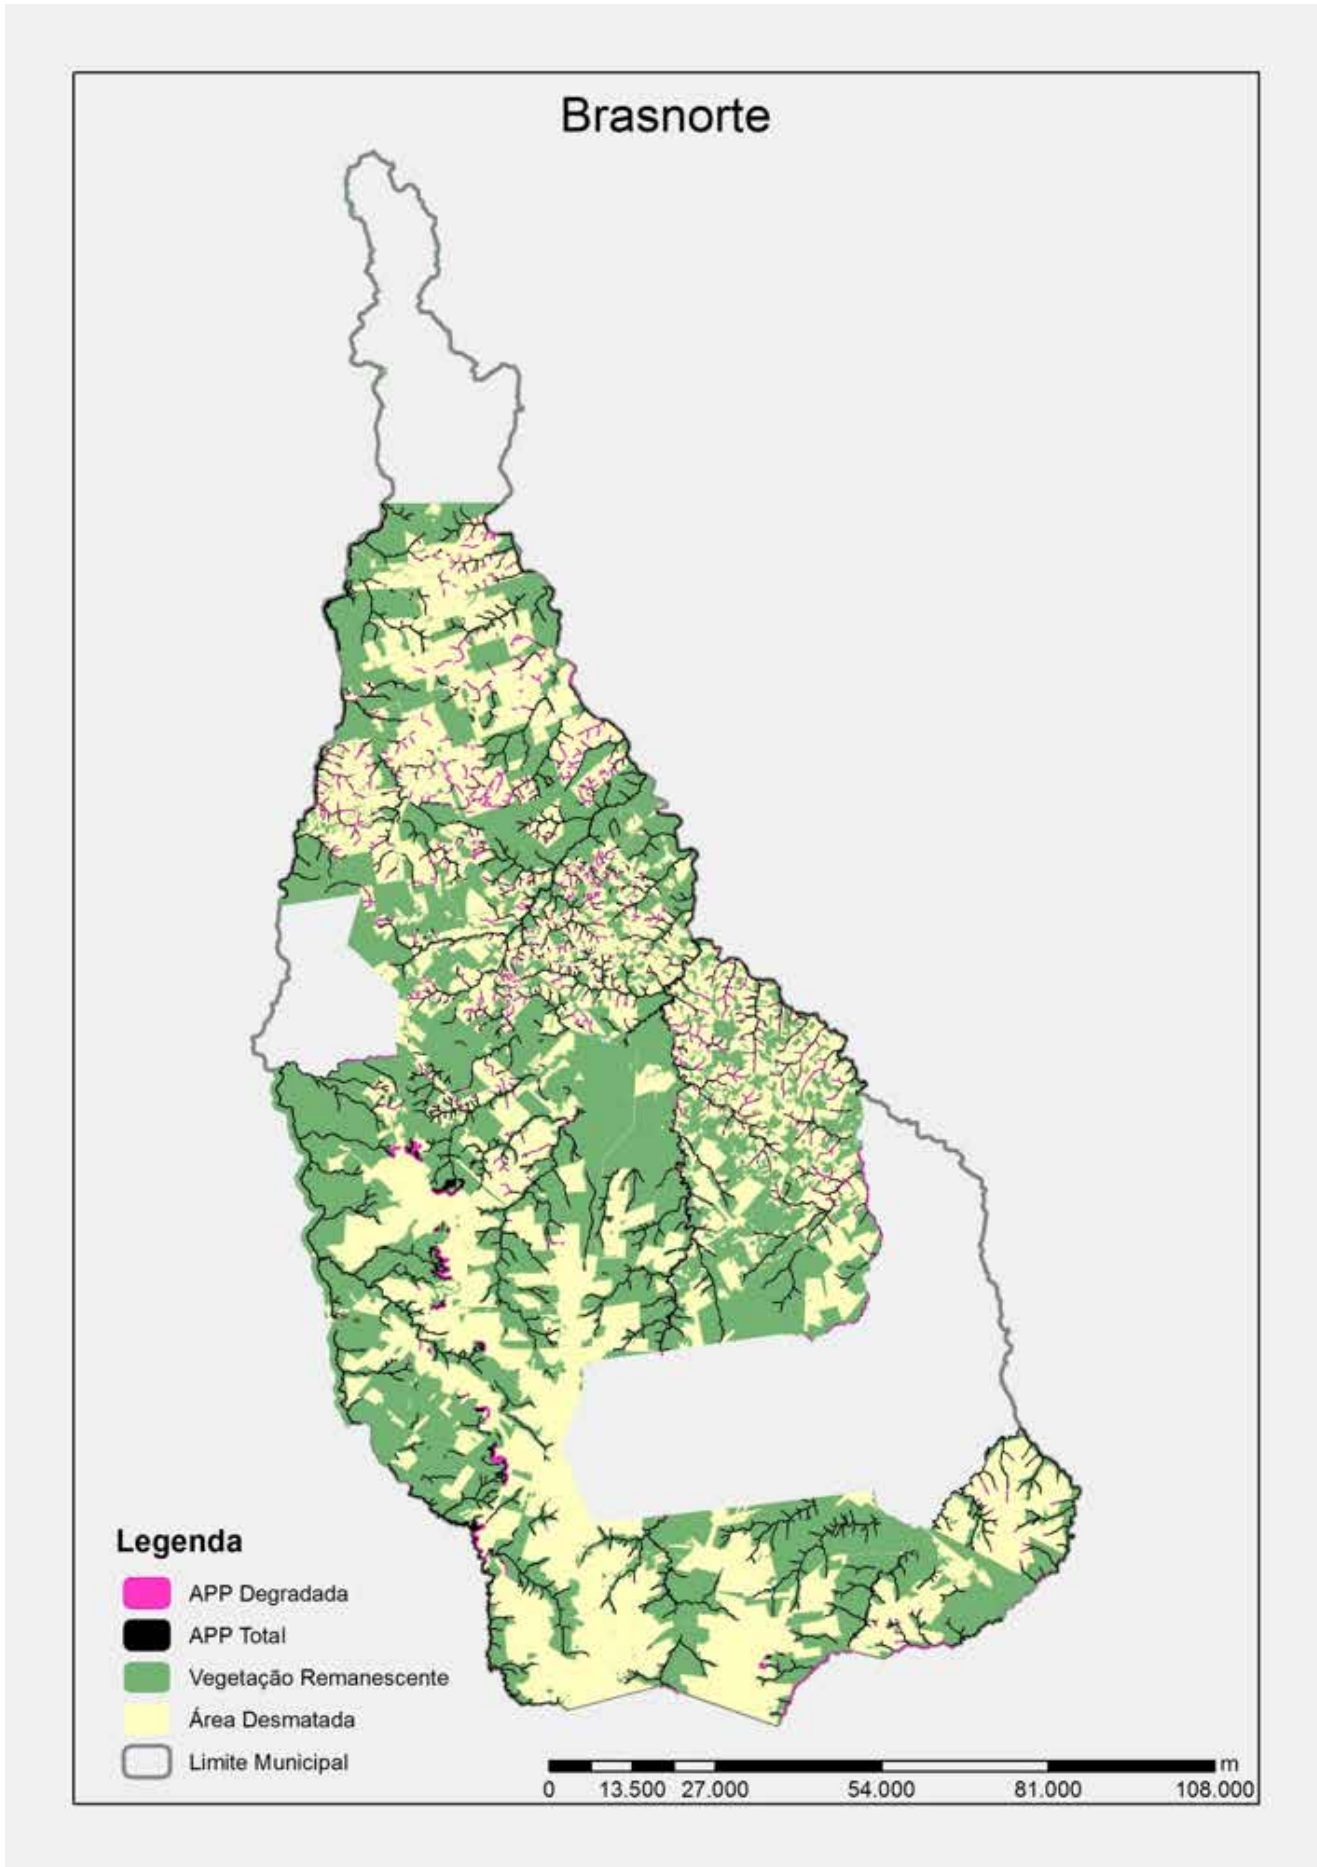 Brasnorte
Legenda
APP Degradada
APP Total
Vegetação Remanescente
Área Desmatada
Limite Municipal
m
0 13.500 27.000 54.000 81.000 108.000